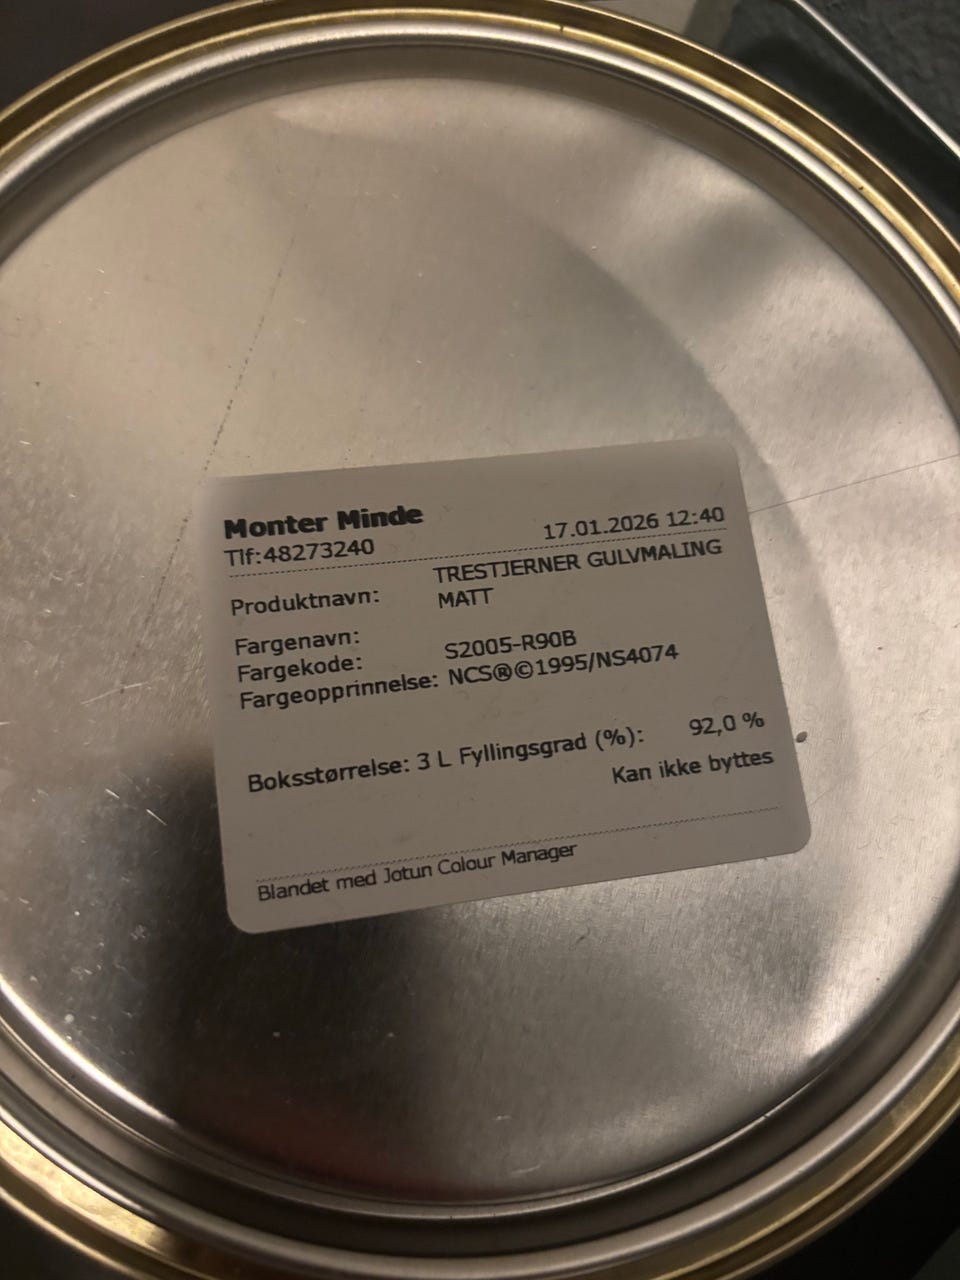 Monter Minde
Tlf:48273240 17.01.2026 12:40
Produktnavn: TRESTJERNER GULVMALING
MATT
Fargenavn:
Fargekode: S2005-R90B
Fargeopprinnelse: NCS®©1995/NS4074
Boksstørrelse: 3 L Fyllingsgrad (%): 92,0 %
Kan ikke byttes
Blandet med Jotun Colour Manager